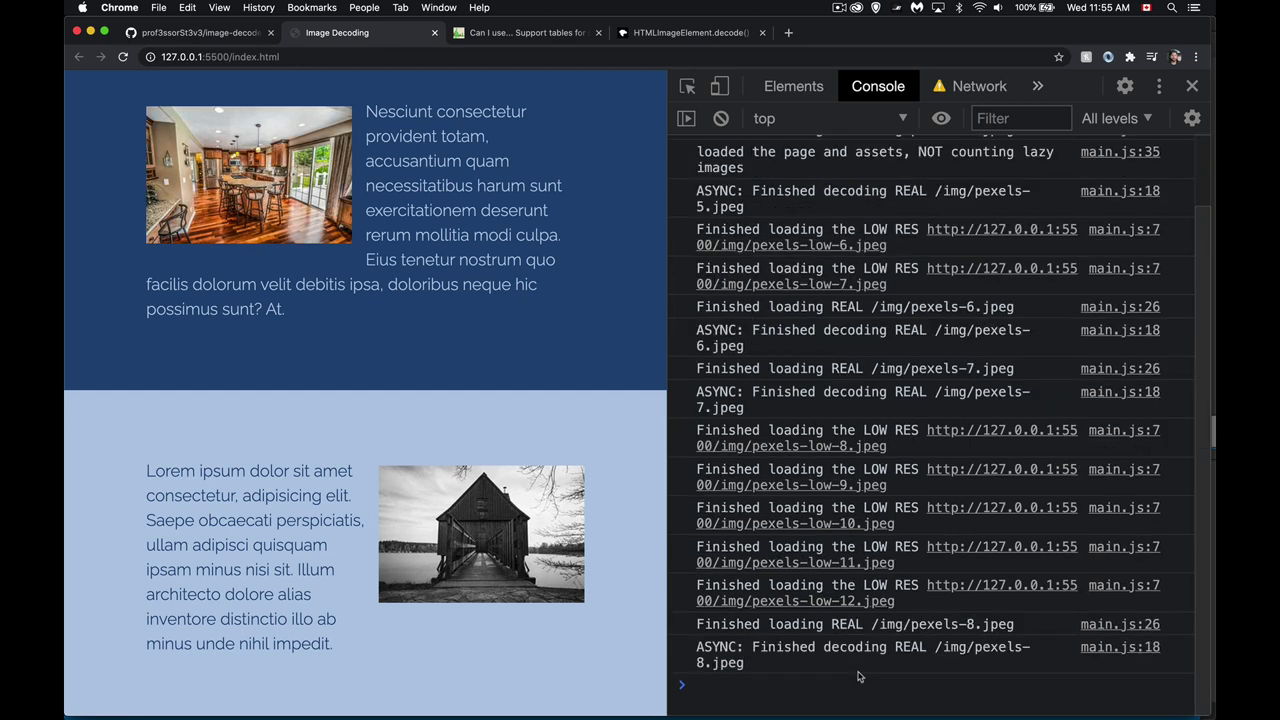 Chrome File Edit View History Bookmarks People Tab Window Help 100% Wed 11:55 AM
prof3ssorSt3v3/image-decode Image Decoding Can I use... Support tables for HTMLImageElement.decode()
127.0.0.1:5500/index.html
Elements Console Network
top Filter All levels
loaded the page and assets, NOT counting lazy main.js:35
images
ASYNC: Finished decoding REAL /img/pexels- main.js:18
5.jpeg
Finished loading the LOW RES http://127.0.0.1:55 main.js:7
00/img/pexels-low-6.jpeg
Finished loading the LOW RES http://127.0.0.1:55 main.js:7
00/img/pexels-low-7.jpeg
Finished loading REAL /img/pexels-6.jpeg main.js:26
ASYNC: Finished decoding REAL /img/pexels- main.js:18
6.jpeg
Finished loading REAL /img/pexels-7.jpeg main.js:26
ASYNC: Finished decoding REAL /img/pexels- main.js:18
7.jpeg
Finished loading the LOW RES http://127.0.0.1:55 main.js:7
00/img/pexels-low-8.jpeg
Finished loading the LOW RES http://127.0.0.1:55 main.js:7
00/img/pexels-low-9.jpeg
Finished loading the LOW RES http://127.0.0.1:55 main.js:7
00/img/pexels-low-10.jpeg
Finished loading the LOW RES http://127.0.0.1:55 main.js:7
00/img/pexels-low-11.jpeg
Finished loading the LOW RES http://127.0.0.1:55 main.js:7
00/img/pexels-low-12.jpeg
Finished loading REAL /img/pexels-8.jpeg main.js:26
ASYNC: Finished decoding REAL /img/pexels- main.js:18
8.jpeg
Nesciunt consectetur
provident totam,
accusantium quam
necessitatibus harum sunt
exercitationem deserunt
rerum mollitia modi culpa.
Eius tenetur nostrum quo
facilis dolorum velit debitis ipsa, doloribus neque hic
possimus sunt? At.
Lorem ipsum dolor sit amet
consectetur, adipisicing elit.
Saepe obcaecati perspiciatis,
ullam adipisci quisquam
ipsam minus nisi sit. Illum
architecto dolore alias
inventore distinctio illo ab
minus unde nihil impedit.